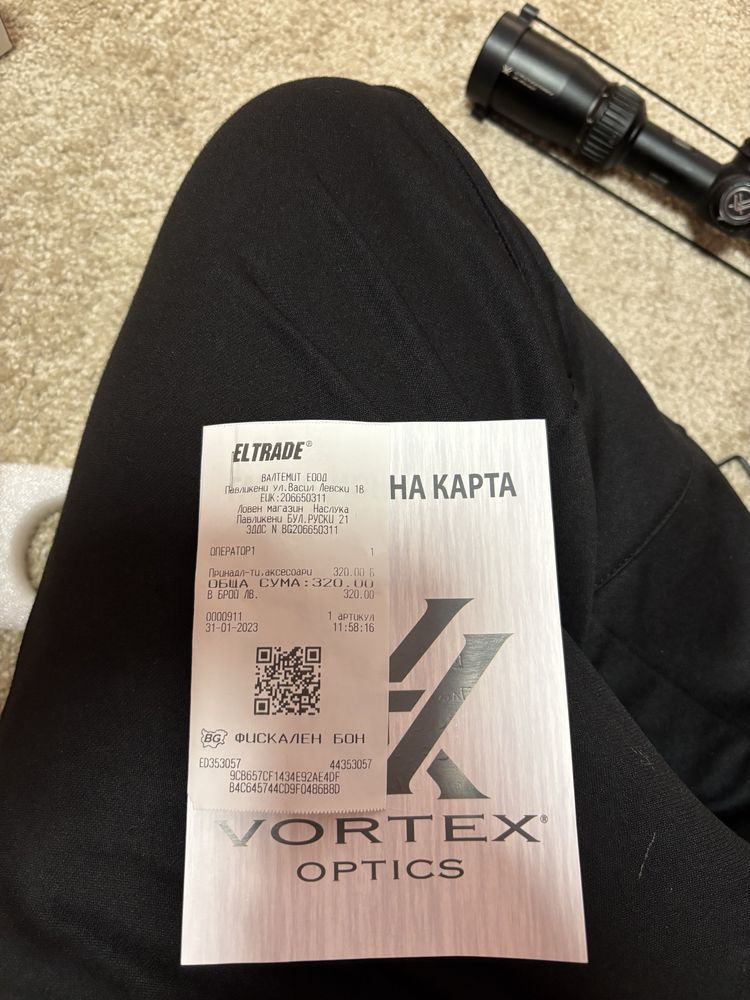 ELTRADE®
ВАЛТЕМИТ ЕООД
Павликени ул.Васил Левски 1В
ЕИК:206650311
Ловен магазин Наслука
Павликени БУЛ.РУСКИ 21
ЗДДС N BG206650311
ОПЕРАТОР1 1
Принадл-ти,аксесоари 320.00 Б
ОБЩА СУМА:320.00
В БРОЙ ЛВ. 320.00
0000911 1 артикул
31-01-2023 11:58:16
BG ФИСКАЛЕН БОН
ED353057 44353057
9CB657CF1434E92AE4DF
B4C645744CD9F0486B8D
НА КАРТА
VORTEX®
OPTICS